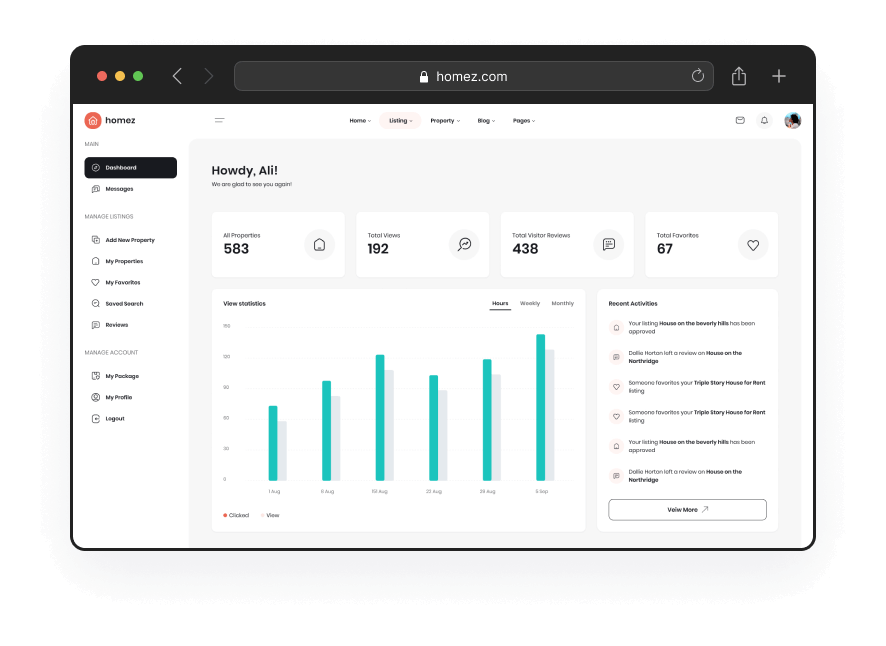 homez.com
homez
Home
Listing
Property
Blog
Pages
MAIN
Dashboard
Messages
MANAGE LISTINGS
Add New Property
My Properties
My Favorites
Saved Search
Reviews
MANAGE ACCOUNT
My Package
My Profile
Logout
Howdy, Ali!
We are glad to see you again!
All Properties
583
Total Views
192
Total Visitor Reviews
438
Total Favorites
67
View statistics
Hours
Weekly
Monthly
120
90
60
30
0
1 Aug
8 Aug
22 Aug
5 Sep
Clicked
View
Recent Activities
Your listing House on the beverly hills has been
approved
Dollie Horton left a review on House on the
Northridge
Someone favorites your Triple Story House for Rent
listing
Someone favorites your Triple Story House for Rent
listing
Your listing House on the beverly hills has been
approved
Dollie Horton left a review on House on the
Northridge
Veiw More